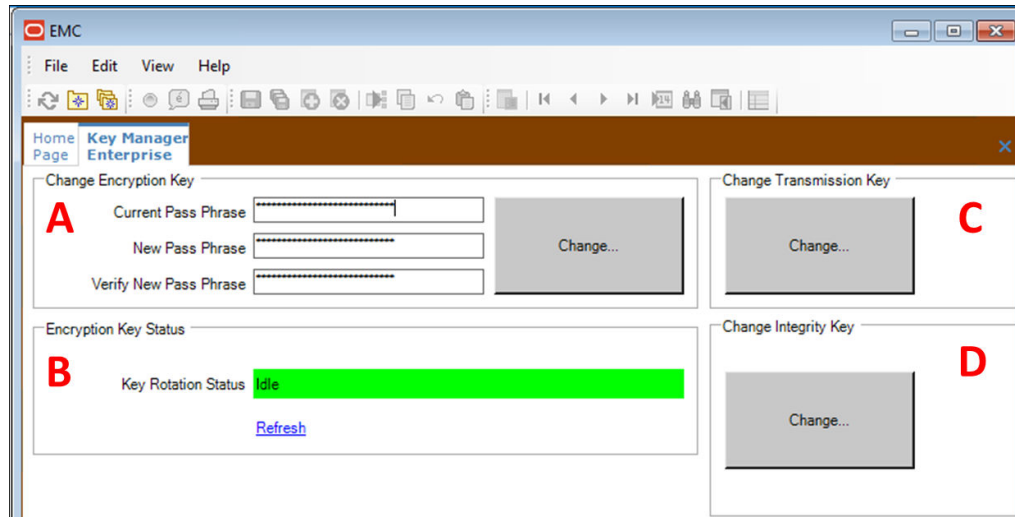 EMC
File Edit View Help
14
Home Page
Key Manager Enterprise
Change Encryption Key
A
Current Pass Phrase ****************************
New Pass Phrase ****************************
Verify New Pass Phrase ****************************
Change...
Change Transmission Key
C
Change...
Encryption Key Status
B
Key Rotation Status Idle
Refresh
Change Integrity Key
D
Change...